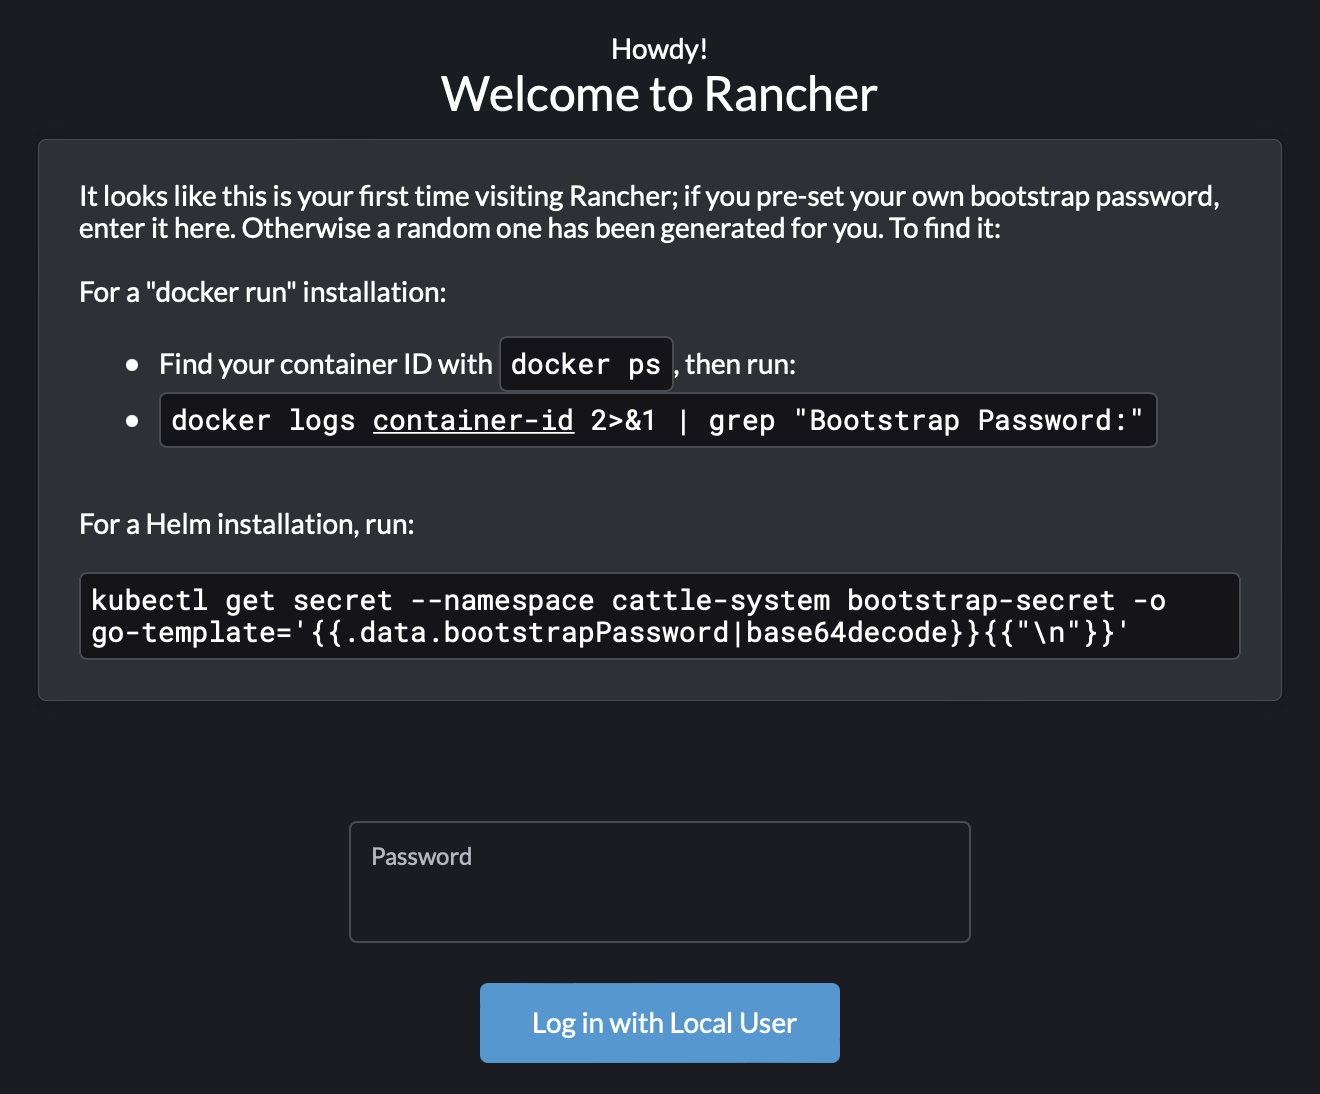 Howdy!
Welcome to Rancher
It looks like this is your first time visiting Rancher; if you pre-set your own bootstrap password,
enter it here. Otherwise a random one has been generated for you. To find it:
For a "docker run" installation:
• Find your container ID with docker ps, then run:
• docker logs container-id 2>&1 | grep "Bootstrap Password:"
For a Helm installation, run:
kubectl get secret --namespace cattle-system bootstrap-secret -o
go-template='{{.data.bootstrapPassword|base64decode}}{{"\n"}}'
Password
Log in with Local User